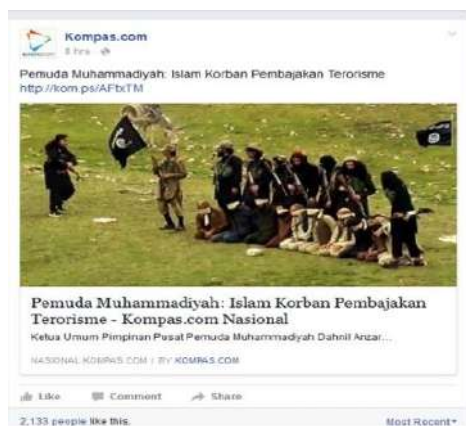 Kompas.com
8 hrs
Pemuda Muhammadiyah: Islam Korban Pembajakan Terorisme
http://kom.ps/AFtxTM
Pemuda Muhammadiyah: Islam Korban Pembajakan
Terorisme - Kompas.com Nasional
Ketua Umum Pimpinan Pusat Pemuda Muhammadiyah Dahnil Anzar...
NASIONAL.KOMPAS.COM | BY KOMPAS.COM
Like Comment Share
2,133 people like this. Most Recent